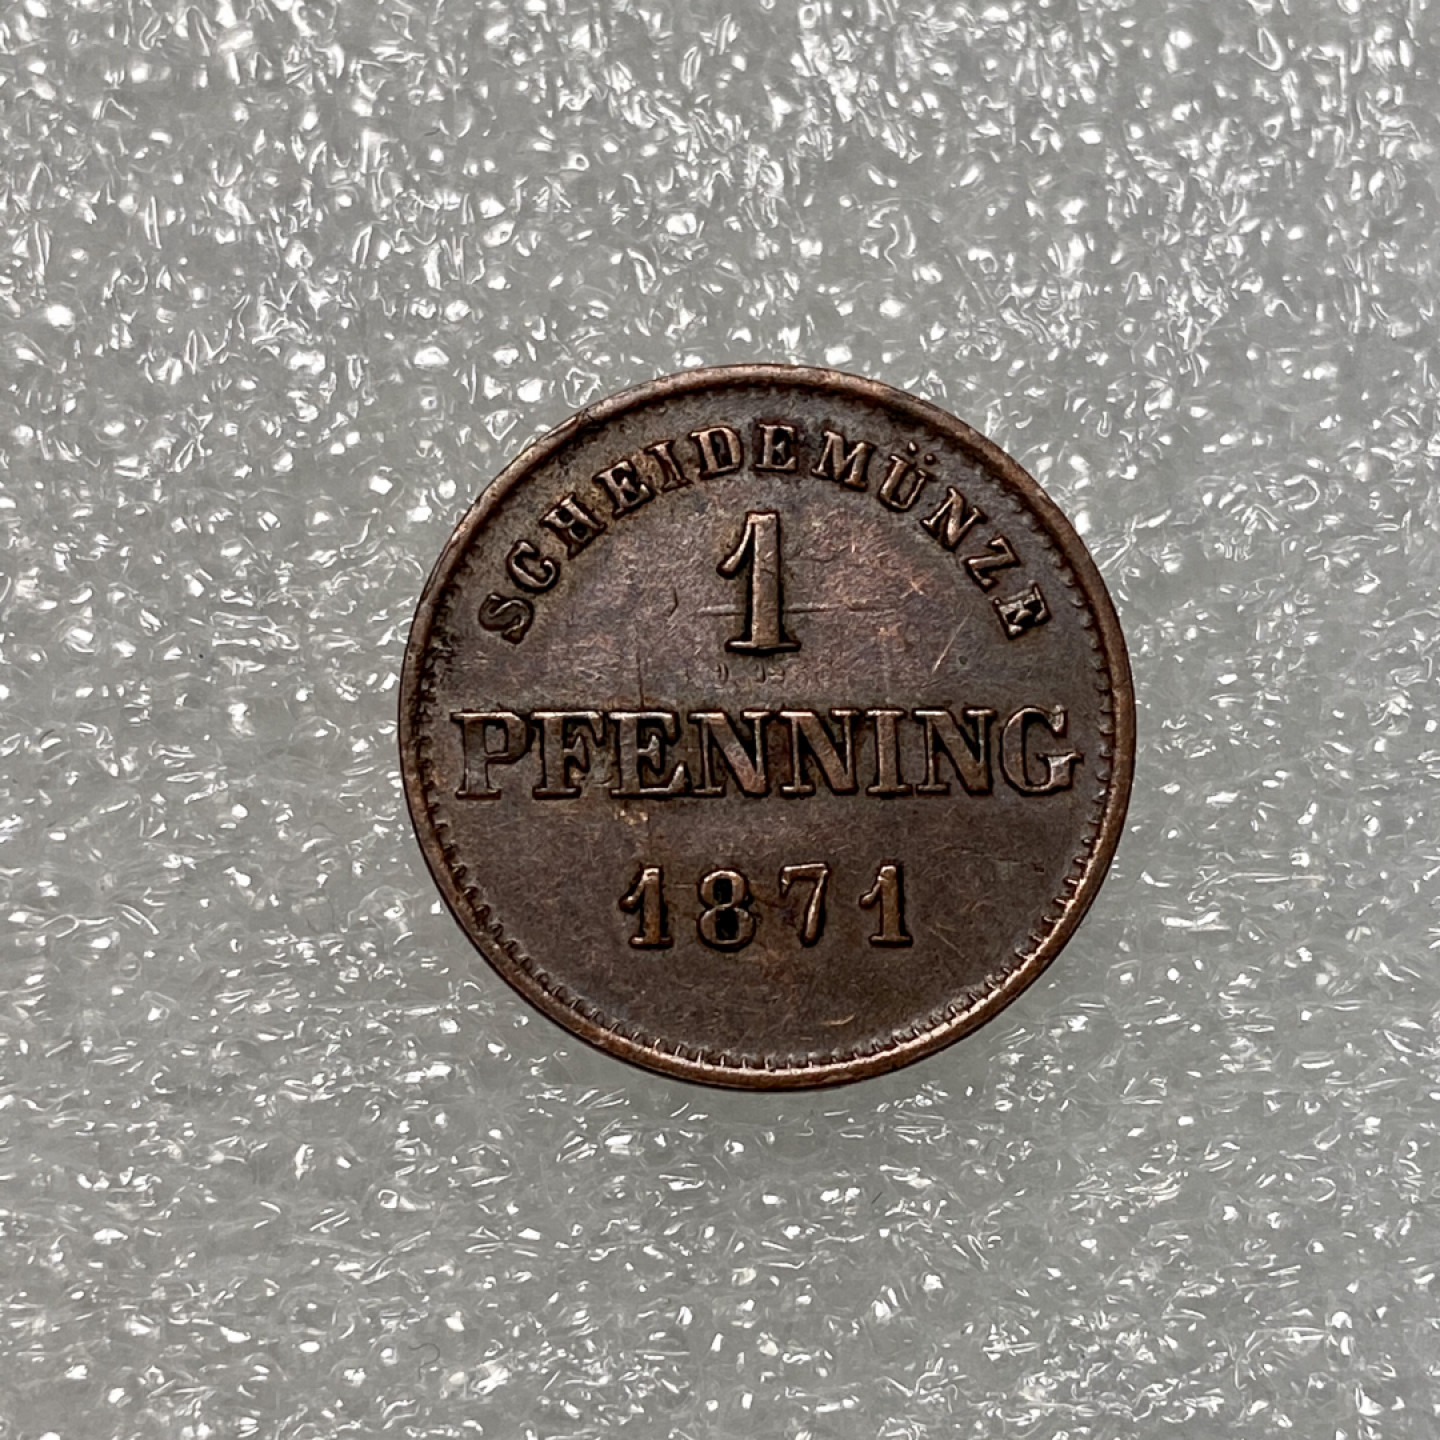 SCHEIDEMÜNZE
1
PFENNING
1871